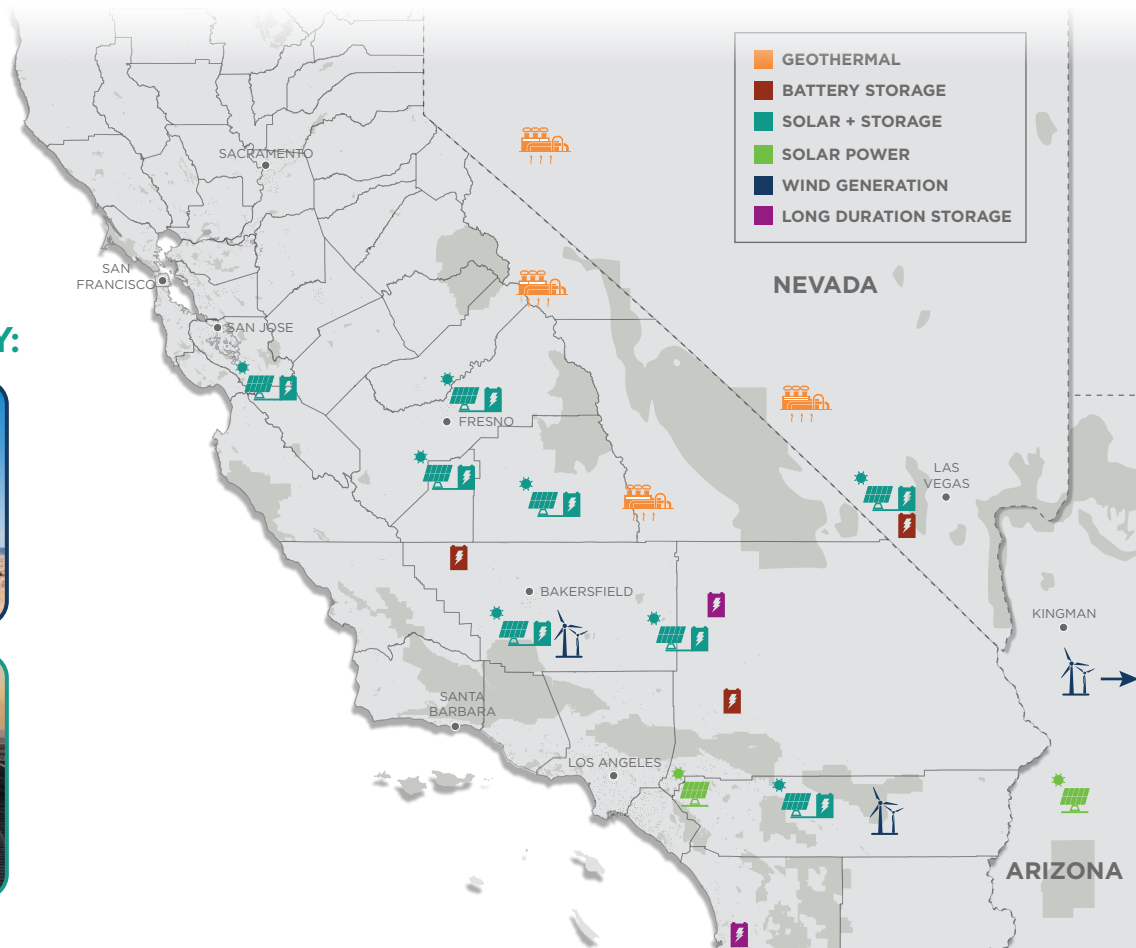 GEOTHERMAL
BATTERY STORAGE
SOLAR + STORAGE
SOLAR POWER
WIND GENERATION
LONG DURATION STORAGE
SACRAMENTO
SAN
FRANCISCO
NEVADA
SAN JOSE
Y:
FRESNO
LAS
VEGAS
BAKERSFIELD
KINGMAN
SANTA
BARBARA
LOS ANGELES
ARIZONA